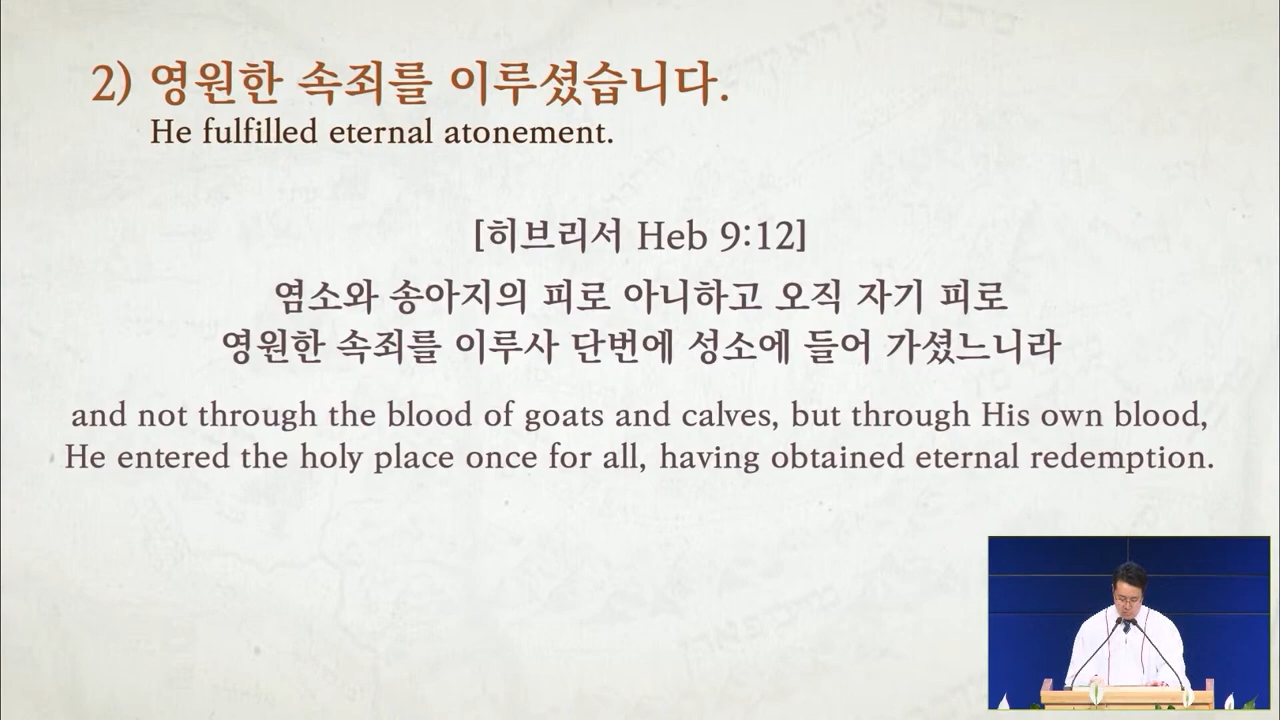 2) 영원한 속죄를 이루셨습니다.
He fulfilled eternal atonement.
[히브리서 Heb 9:12]
염소와 송아지의 피로 아니하고 오직 자기 피로
영원한 속죄를 이루사 단번에 성소에 들어 가셨느니라
and not through the blood of goats and calves, but through His own blood,
He entered the holy place once for all, having obtained eternal redemption.